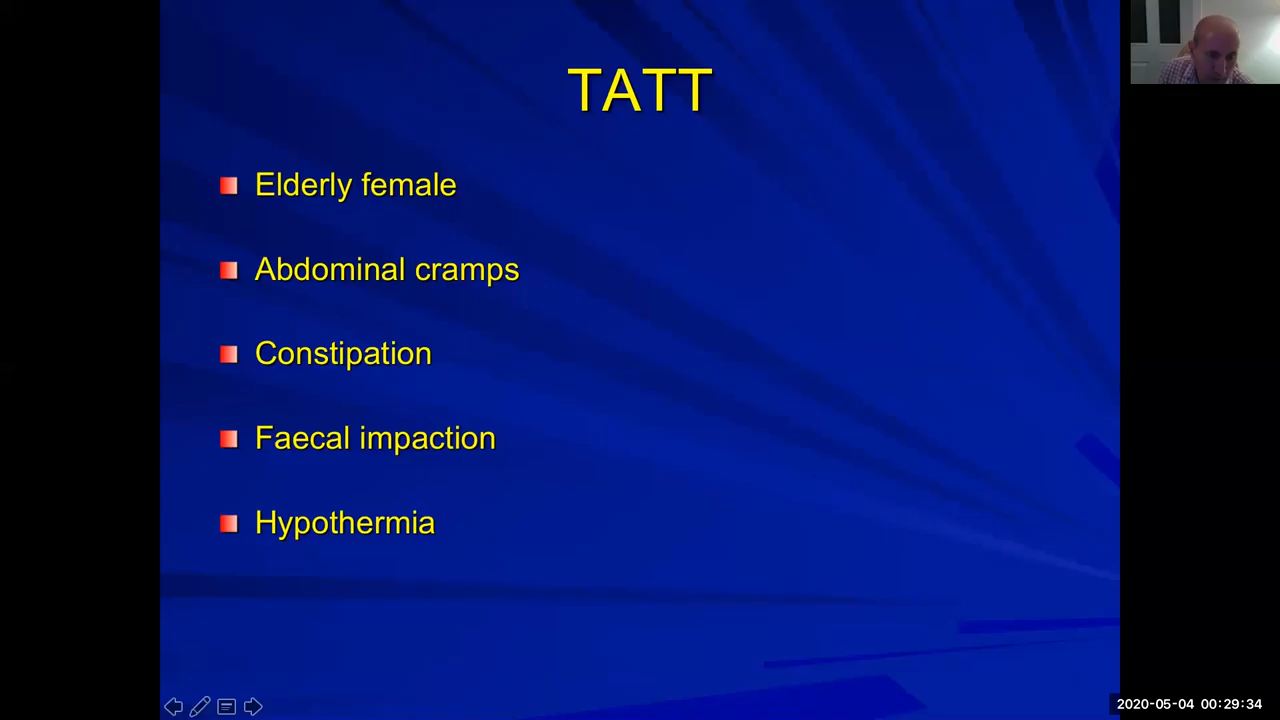 TATT
Elderly female
Abdominal cramps
Constipation
Faecal impaction
Hypothermia
2020-05-04 00:29:34